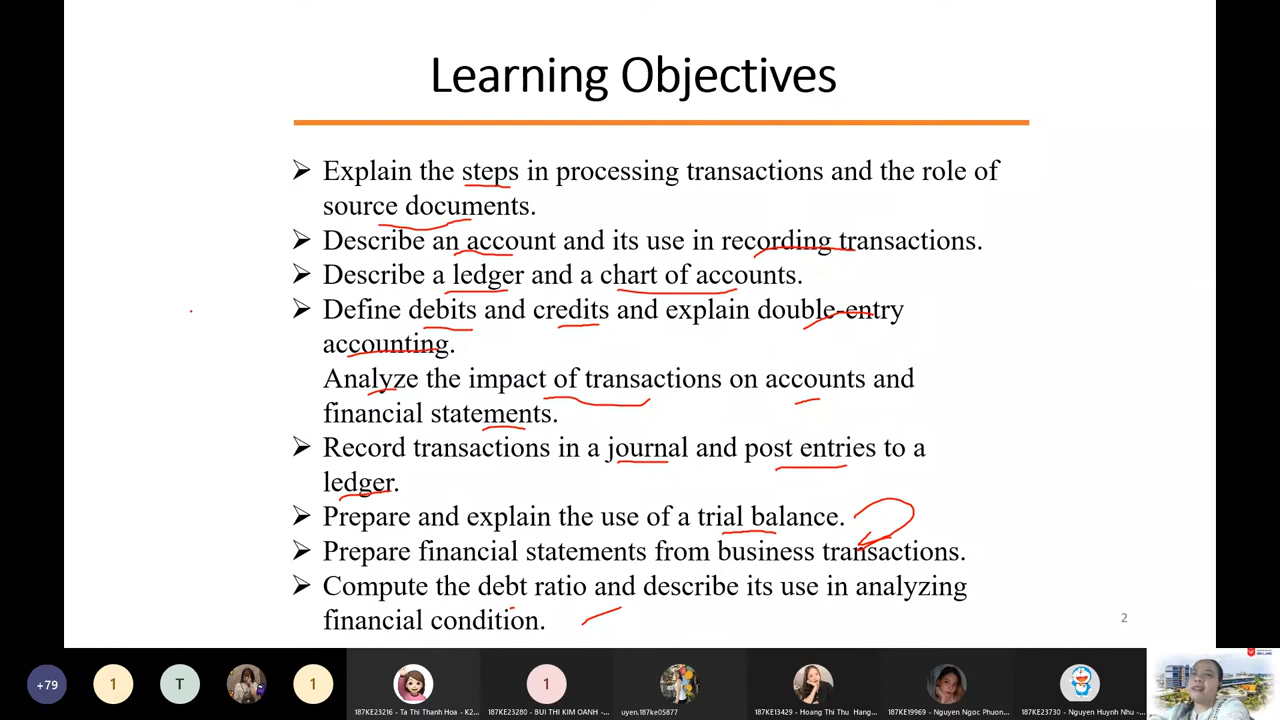 Learning Objectives
➢ Explain the steps in processing transactions and the role of
source documents.
➢ Describe an account and its use in recording transactions.
➢ Describe a ledger and a chart of accounts.
➢ Define debits and credits and explain double-entry
accounting.
Analyze the impact of transactions on accounts and
financial statements.
➢ Record transactions in a journal and post entries to a
ledger.
➢ Prepare and explain the use of a trial balance.
➢ Prepare financial statements from business transactions.
➢ Compute the debt ratio and describe its use in analyzing
financial condition.
2
+79
1
T
1
1
187KE23216 - Ta Thi Thanh Hoa - K2...
187KE23280 - BUI THI KIM OANH -...
uyen.187ke05877
187KE13429 - Hoang Thi Thu Hang...
187KE19969 - Nguyen Ngoc Phuon...
187KE23730 - Nguyen Huynh Nhu -...